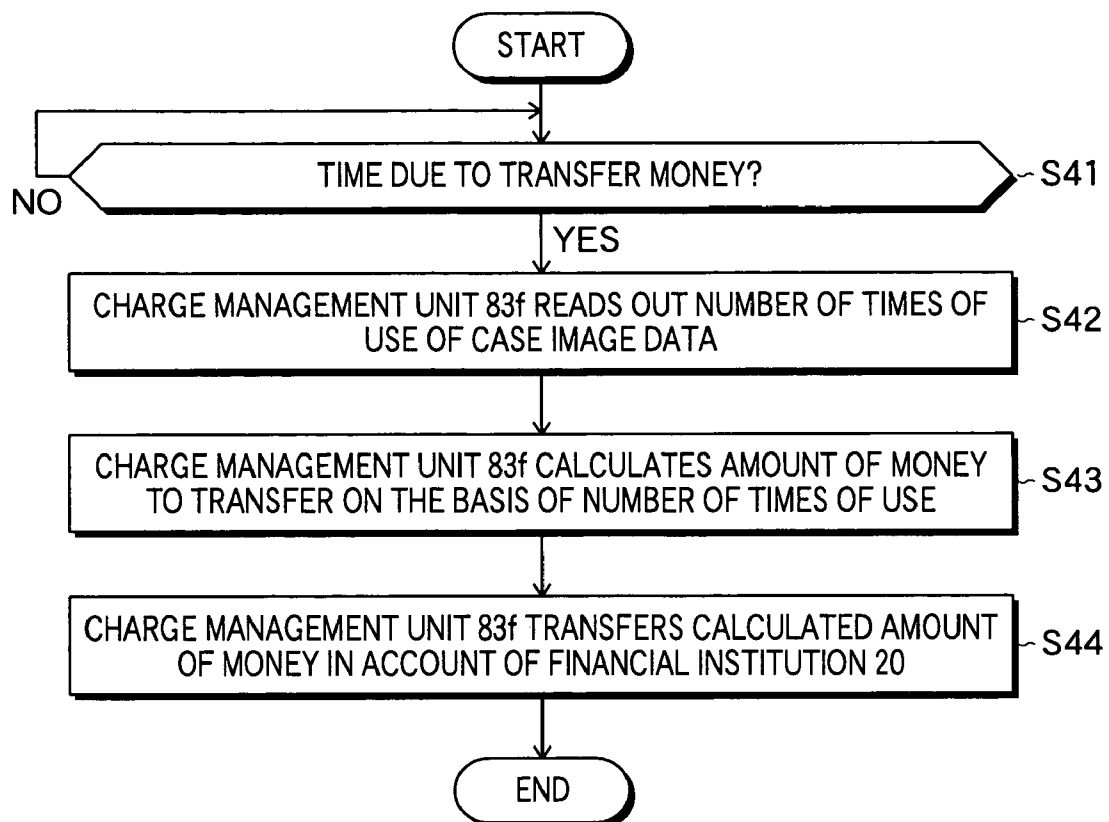 START
TIME DUE TO TRANSFER MONEY?
S41
NO
YES
CHARGE MANAGEMENT UNIT 83f READS OUT NUMBER OF TIMES OF
USE OF CASE IMAGE DATA
S42
CHARGE MANAGEMENT UNIT 83f CALCULATES AMOUNT OF MONEY
TO TRANSFER ON THE BASIS OF NUMBER OF TIMES OF USE
S43
CHARGE MANAGEMENT UNIT 83f TRANSFERS CALCULATED AMOUNT
OF MONEY IN ACCOUNT OF FINANCIAL INSTITUTION 20
S44
END